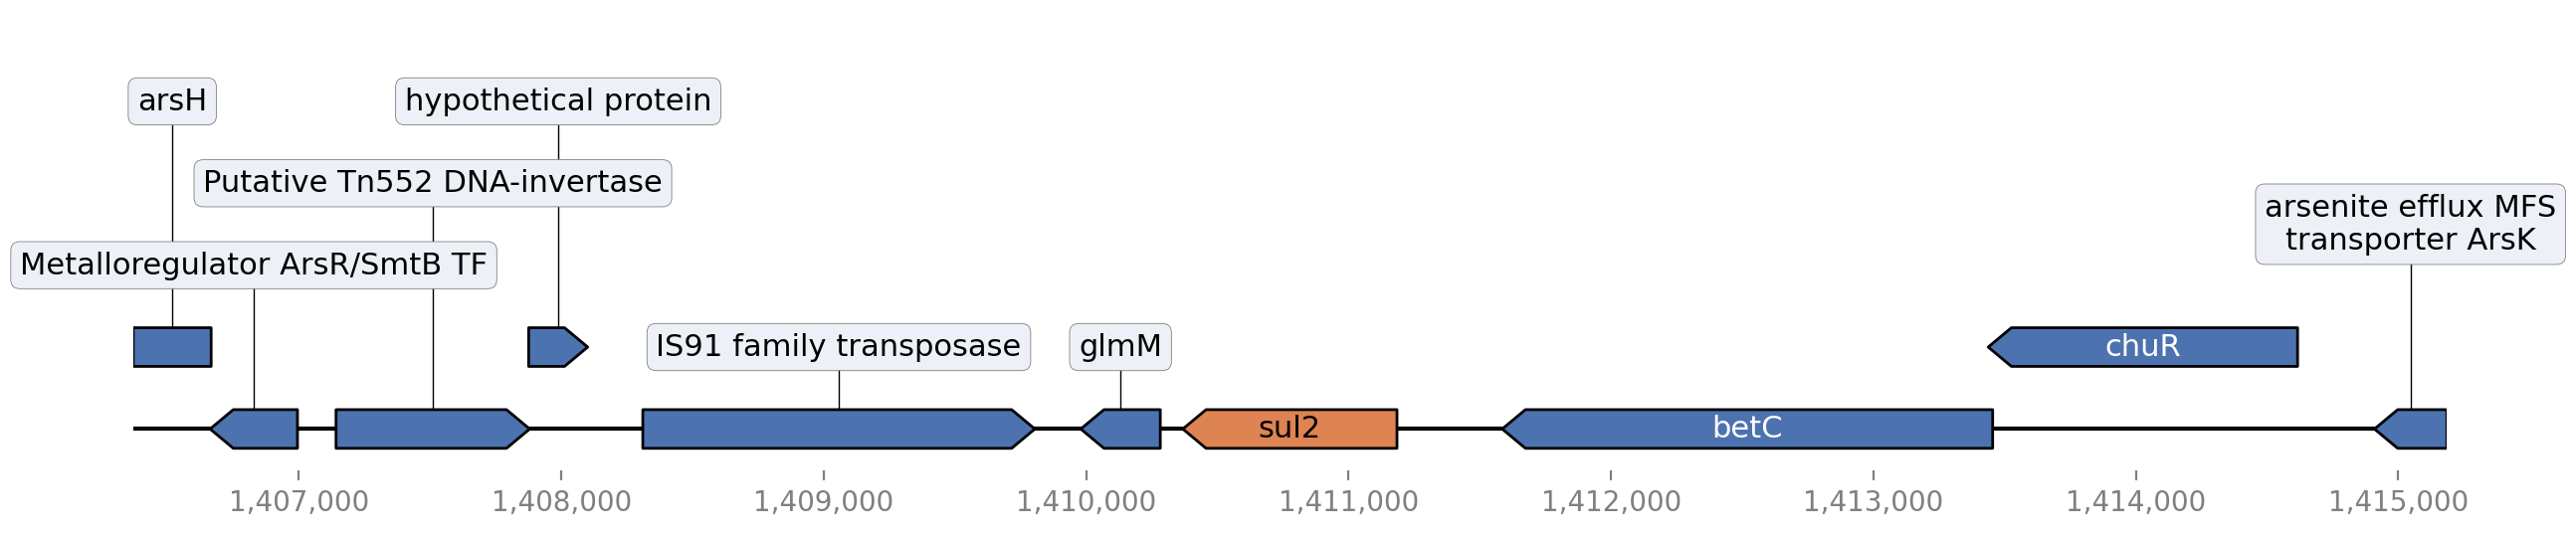 arsH
hypothetical protein
Putative Tn552 DNA-invertase
arsenite efflux MFS
transporter ArsK
Metalloregulator ArsR/SmtB TF
IS91 family transposase
glmM
chuR
sul2
betC
1,407,000
1,408,000
1,409,000
1,410,000
1,411,000
1,412,000
1,413,000
1,414,000
1,415,000